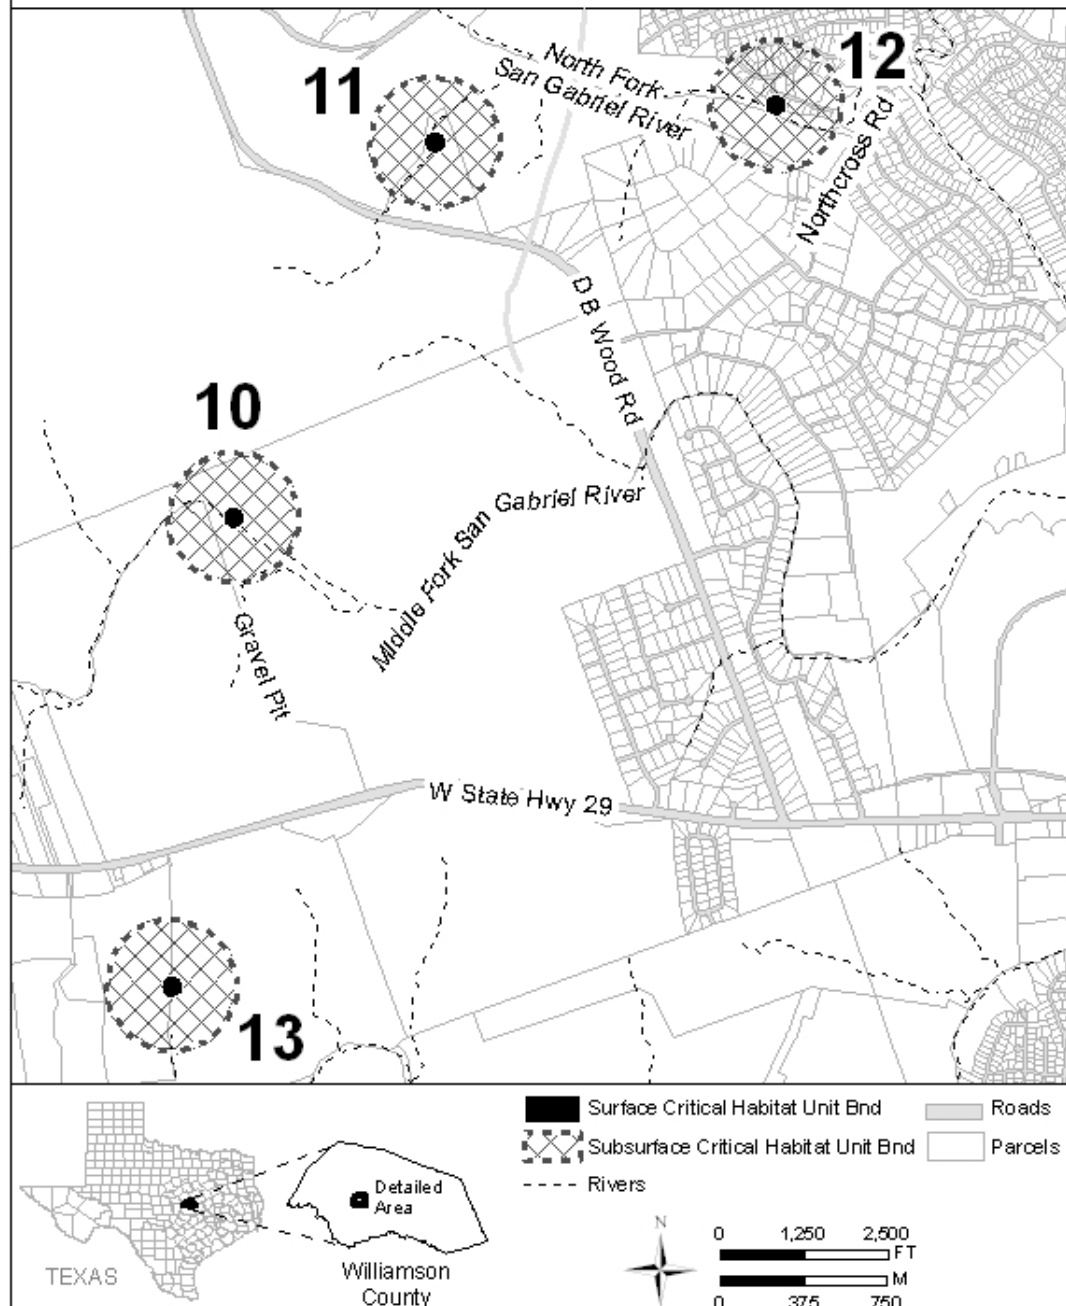 12
11
North Fork
San Gabriel River
Northcross Rd
D B Wood Rd
10
Middle Fork San Gabriel River
Gravel Pit
W State Hwy 29
13
Surface Critical Habitat Unit Bnd
Roads
Subsurface Critical Habitat Unit Bnd
Parcels
Rivers
Detailed
Area
TEXAS
Williamson
County
N
0 1,250 2,500
FT
M
0 375 750